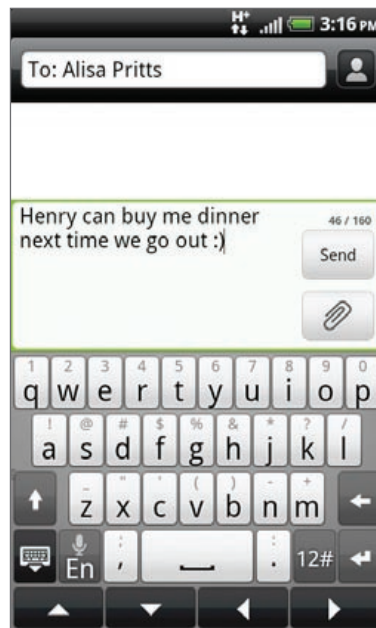 H+ 3:16 PM
To: Alisa Pritts
Henry can buy me dinner
next time we go out :)
46 / 160
Send
1 2 3 4 5 6 7 8 9 0
q w e r t y u i o p
! @ # $ % & * ? /
a s d f g h j k l
_ " ' ( ) - +
z x c v b n m
En , ; . : 12#